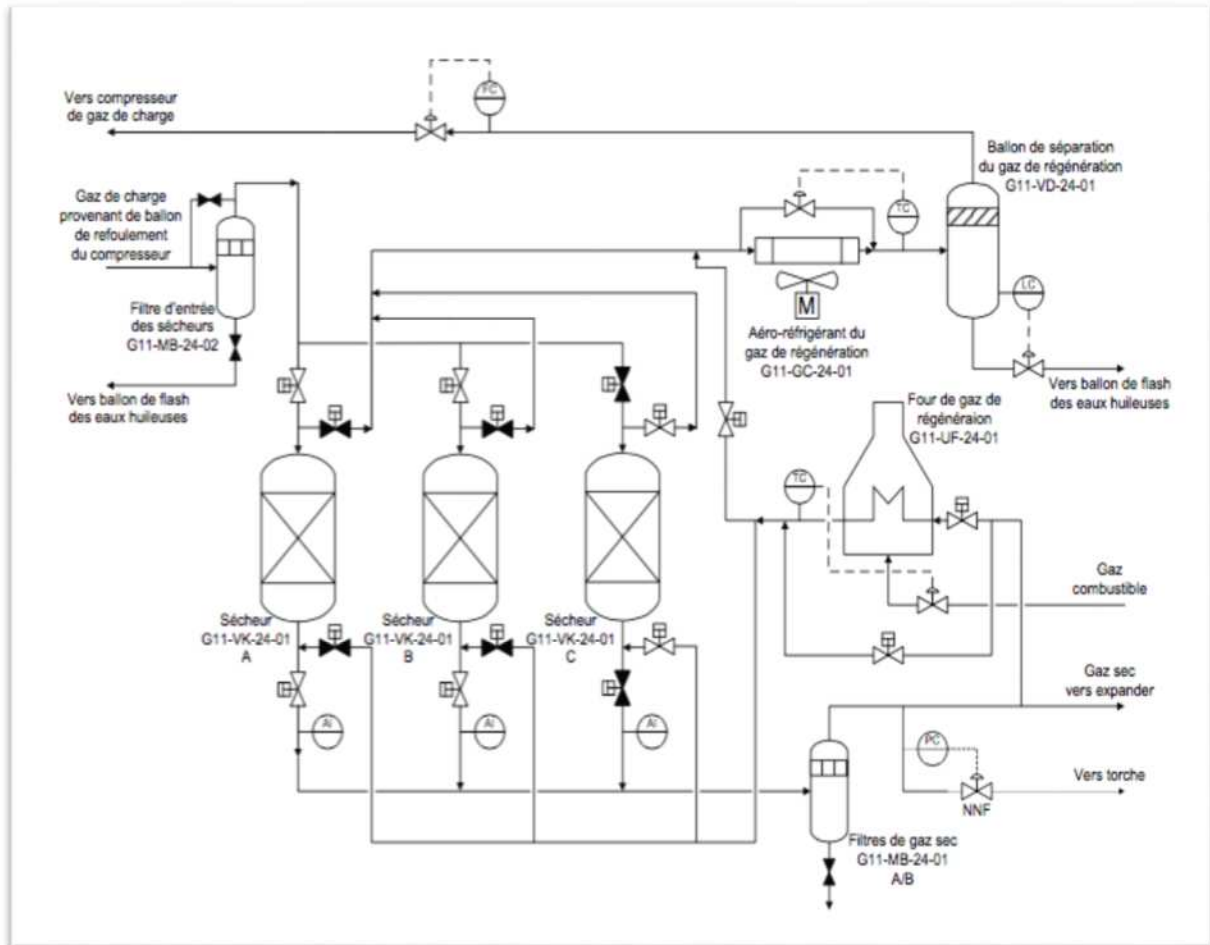 Vers compresseur
de gaz de charge
FC
Ballon de séparation
du gaz de régénération
G11-VD-24-01
Gaz de charge
provenant de ballon
de refoulement
du compresseur
TC
LC
M
Filtre d'entrée
des sécheurs
G11-MB-24-02
Aéro-réfrigérant du
gaz de régénération
G11-GC-24-01
Vers ballon de flash
des eaux huileuses
Vers ballon de flash
des eaux huileuses
Four de gaz de
régénéraion
G11-UF-24-01
TC
Gaz
combustible
Sécheur
G11-VK-24-01
A
Sécheur
G11-VK-24-01
B
Sécheur
G11-VK-24-01
C
Gaz sec
vers expander
AI
AI
AI
PC
Vers torche
NNF
Filtres de gaz sec
G11-MB-24-01
A/B